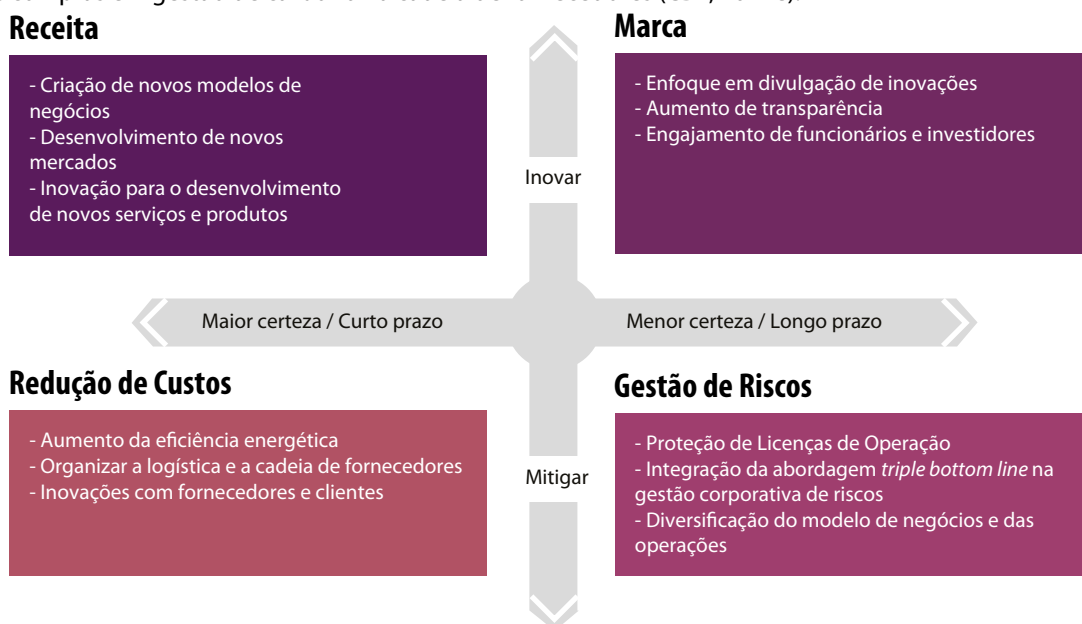 Receita
- Criação de novos modelos de
negócios
- Desenvolvimento de novos
mercados
- Inovação para o desenvolvimento
de novos serviços e produtos
Marca
- Enfoque em divulgação de inovações
- Aumento de transparência
- Engajamento de funcionários e investidores
Inovar
Maior certeza / Curto prazo
Menor certeza / Longo prazo
Redução de Custos
- Aumento da eficiência energética
- Organizar a logística e a cadeia de fornecedores
- Inovações com fornecedores e clientes
Mitigar
Gestão de Riscos
- Proteção de Licenças de Operação
- Integração da abordagem triple bottom line na
gestão corporativa de riscos
- Diversificação do modelo de negócios e das
operações